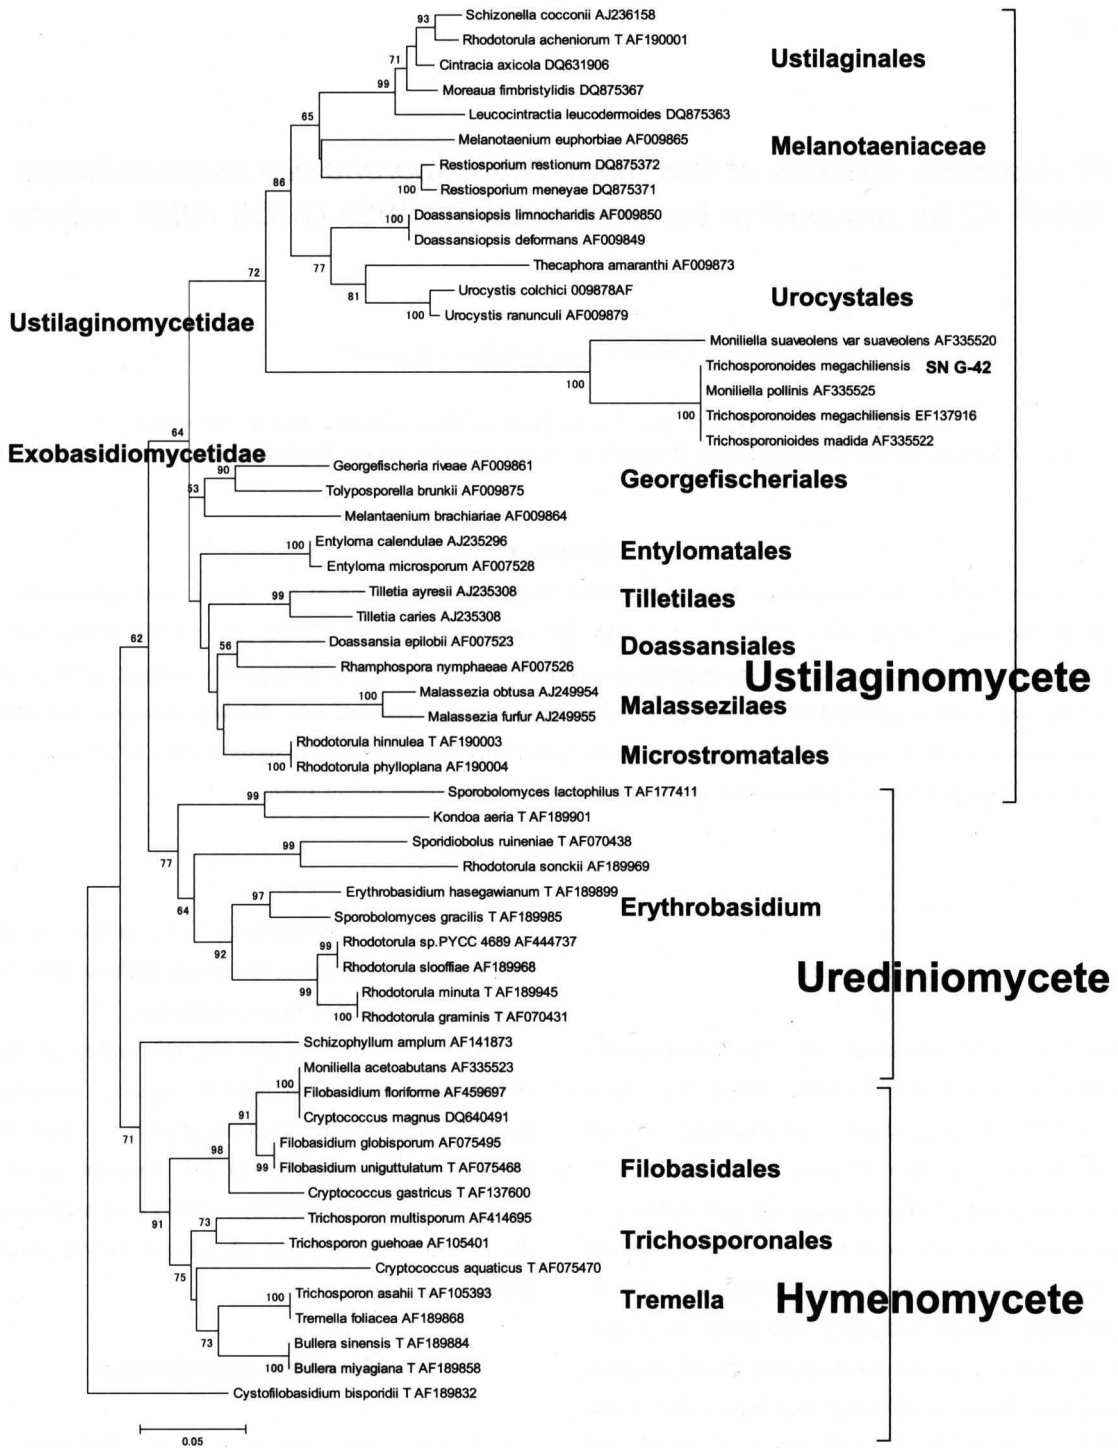 93
Schizonella cocconii AJ236158
Rhodotorula acheniorum T AF190001
71
Cintracia axicola DQ631906
Ustilaginales
99
Moreaua fimbristylidis DQ875367
65
Leucocintractia leucodermoides DQ875363
Melanotaenium euphorbiae AF009865
Melanotaeniaceae
86
Restiosporium restionum DQ875372
100
Restiosporium meneyae DQ875371
100
Doassansiopsis limnocharidis AF009850
Doassansiopsis deformans AF009849
72
77
Thecaphora amaranthi AF009873
81
Urocystis colchici 009878AF
Urocystales
100
Urocystis ranunculi AF009879
Ustilaginomycetidae
Moniliella suaveolens var suaveolens AF335520
Trichosporonoides megachiliensis SN G-42
100
Moniliella pollinis AF335525
100
Trichosporonoides megachiliensis EF137916
64
Trichosporonioides madida AF335522
Exobasidiomycetidae
90
Georgefischeria riveae AF009861
Georgefischeriales
53
Tolyposporella brunkii AF009875
Melantaenium brachiariae AF009864
100
Entyloma calendulae AJ235296
Entylomatales
Entyloma microsporum AF007528
99
Tilletia ayresii AJ235308
Tilletilaes
Tilletia caries AJ235308
62
56
Doassansia epilobii AF007523
Doassansiales
Rhamphospora nymphaeae AF007526
Ustilaginomycete
100
Malassezia obtusa AJ249954
Malassezilaes
Malassezia furfur AJ249955
Rhodotorula hinnulea T AF190003
Microstromatales
100
Rhodotorula phylloplana AF190004
99
Sporobolomyces lactophilus T AF177411
Kondoa aeria T AF189901
77
99
Sporidiobolus ruineniae T AF070438
Rhodotorula sonckii AF189969
64
97
Erythrobasidium hasegawianum T AF189899
Erythrobasidium
Sporobolomyces gracilis T AF189985
92
99
Rhodotorula sp.PYCC 4689 AF444737
Rhodotorula slooffiae AF189968
Urediniomycete
99
Rhodotorula minuta T AF189945
100
Rhodotorula graminis T AF070431
Schizophyllum amplum AF141873
Moniliella acetoabutans AF335523
100
Filobasidium floriforme AF459697
91
Cryptococcus magnus DQ640491
71
98
Filobasidium globisporum AF075495
99
Filobasidium uniguttulatum T AF075468
Filobasidales
Cryptococcus gastricus T AF137600
91
73
Trichosporon multisporum AF414695
Trichosporon guehoae AF105401
Trichosporonales
75
Cryptococcus aquaticus T AF075470
100
Trichosporon asahii T AF105393
Tremella
Hymenomycete
Tremella foliacea AF189868
73
Bullera sinensis T AF189884
100
Bullera miyagiana T AF189858
Cystofilobasidium bisporidii T AF189832
0.05